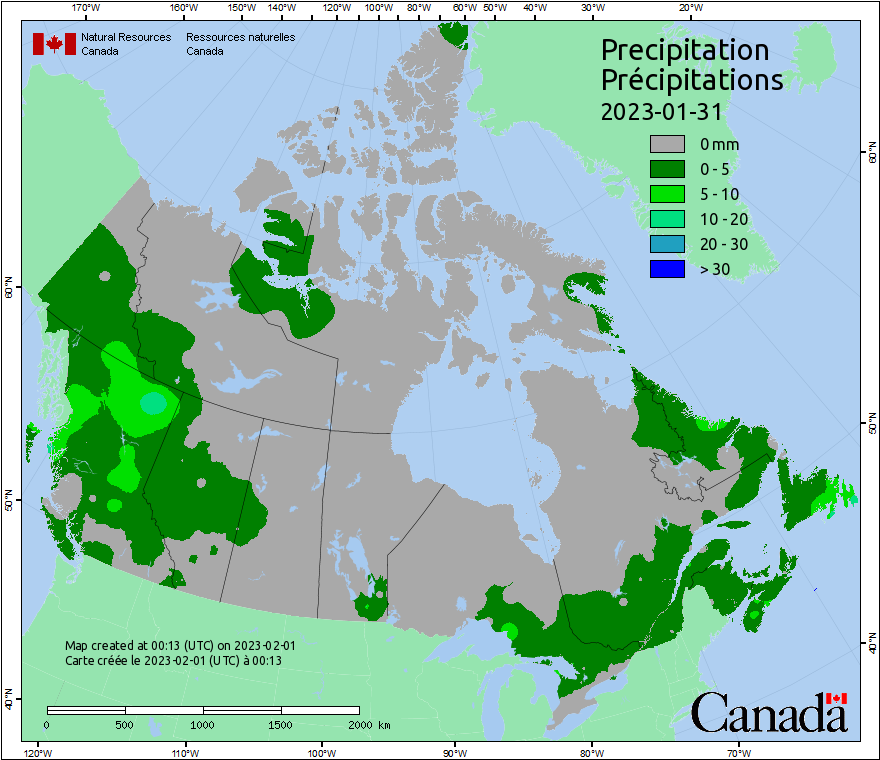 170°W 160°W 150°W 140°W 130°W 120°W 110°W 100°W 90°W 80°W 60°W 50°W 40°W 30°W 20°W
Natural Resources Ressources naturelles
Canada Canada
Precipitation
Précipitations
2023-01-31
0 mm
0 - 5
5 - 10
10 - 20
20 - 30
> 30
60°N
60°N
50°N
50°N
40°N
40°N
Map created at 00:13 (UTC) on 2023-02-01
Carte créée le 2023-02-01 (UTC) à 00:13
0 500 1000 1500 2000 km
Canada
120°W 110°W 100°W 90°W 80°W 70°W